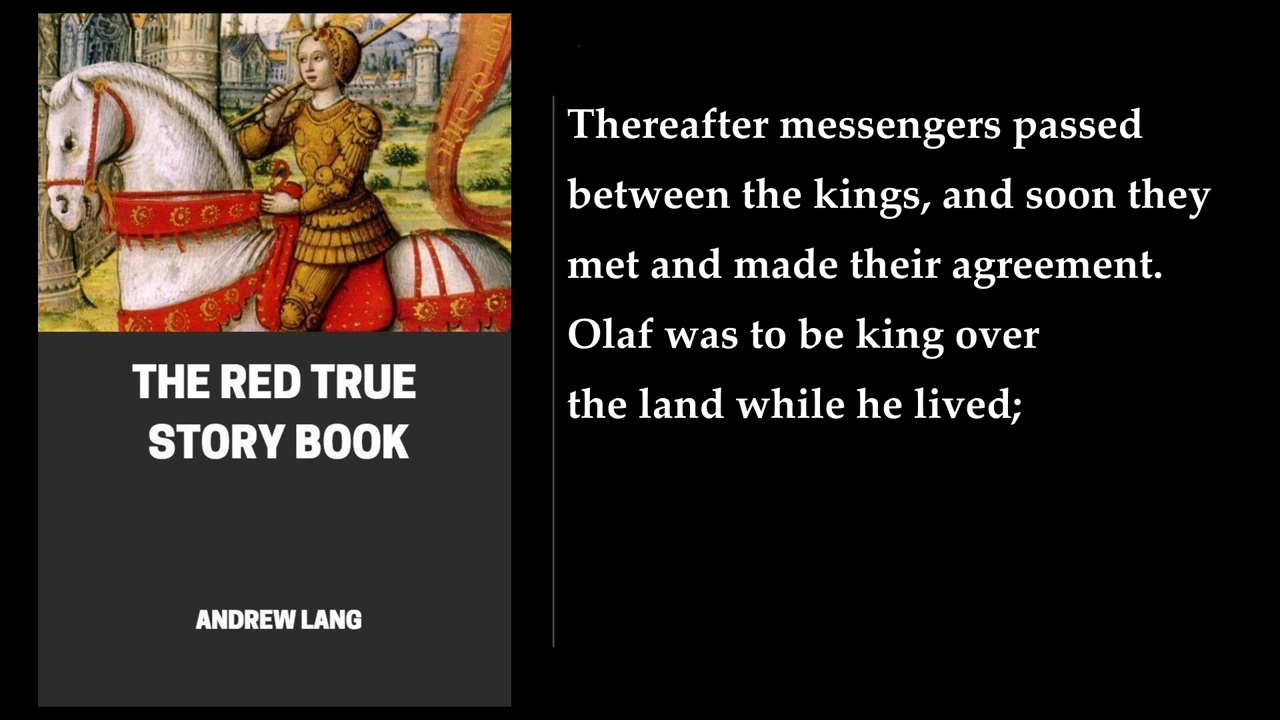 THE RED TRUE
STORY BOOK
ANDREW LANG
Thereafter messengers passed
between the kings, and soon they
met and made their agreement.
Olaf was to be king over
the land while he lived;